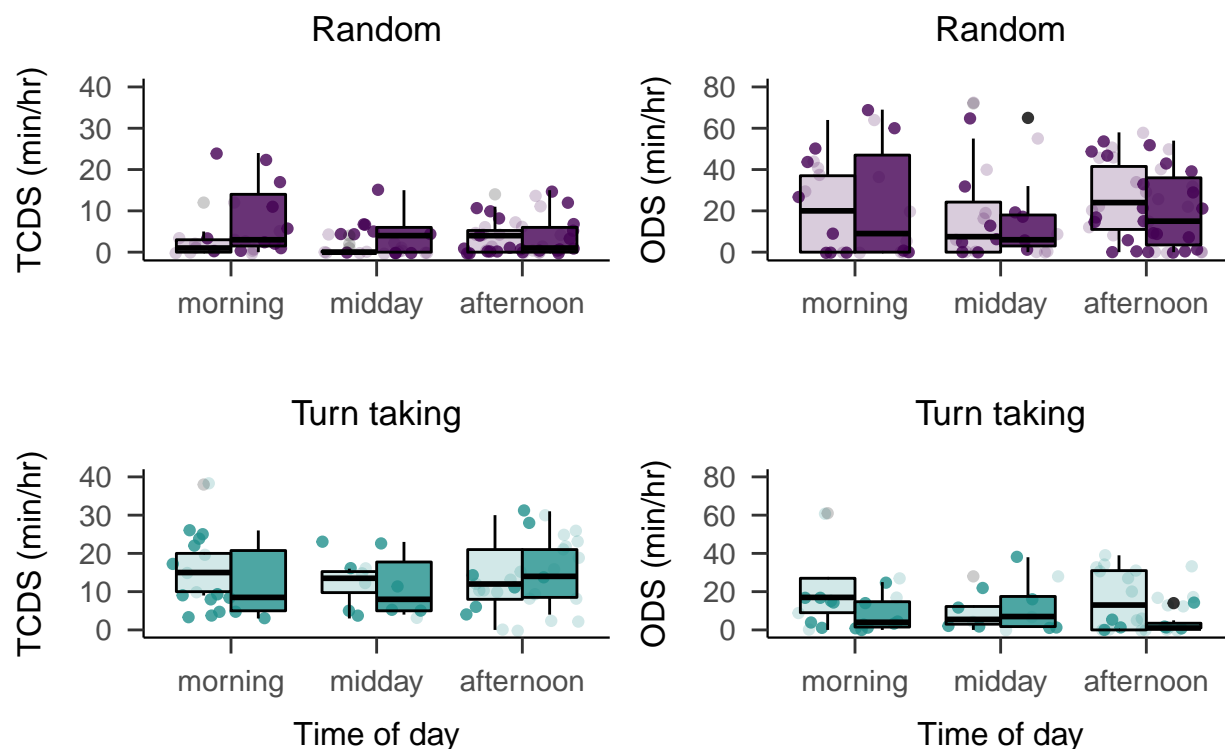 Random
TCDS (min/hr)
40
30
20
10
0
morning midday afternoon
Random
ODS (min/hr)
80
60
40
20
0
morning midday afternoon
Turn taking
TCDS (min/hr)
40
30
20
10
0
morning midday afternoon
Time of day
Turn taking
ODS (min/hr)
80
60
40
20
0
morning midday afternoon
Time of day